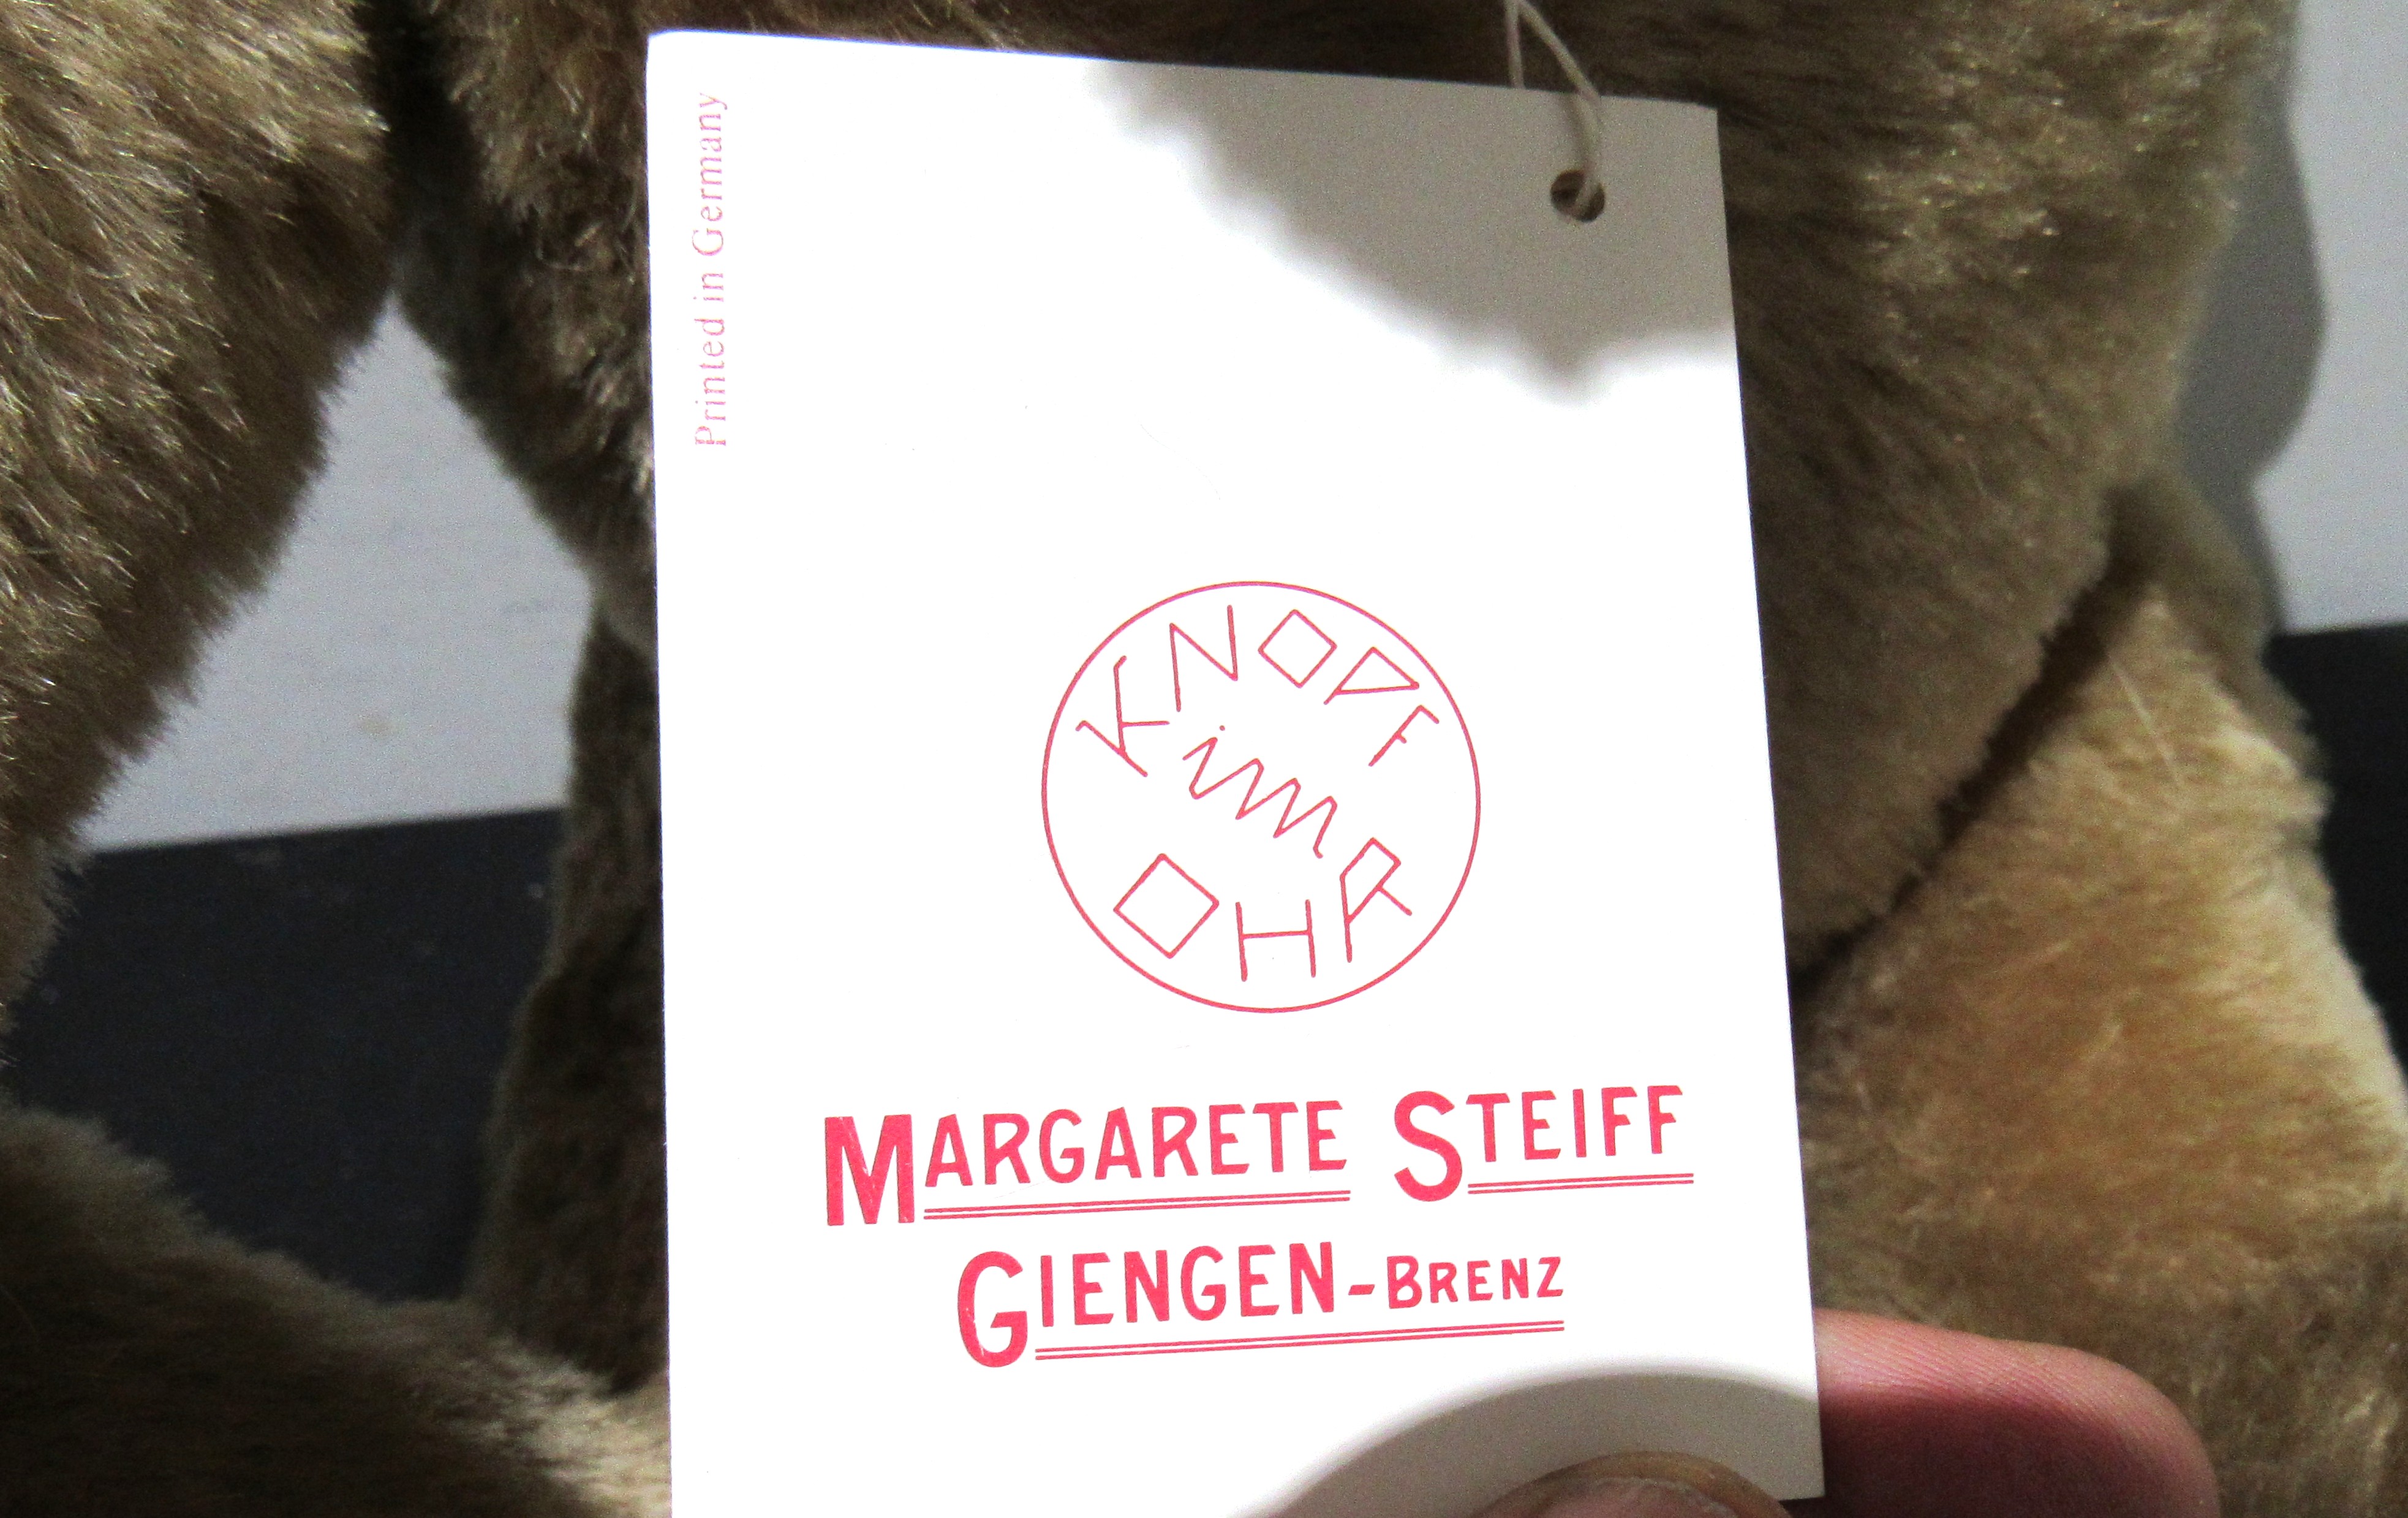 Printed in Germany
KNOPF
im
OHR
MARGARETE STEIFF
GIENGEN-BRENZ